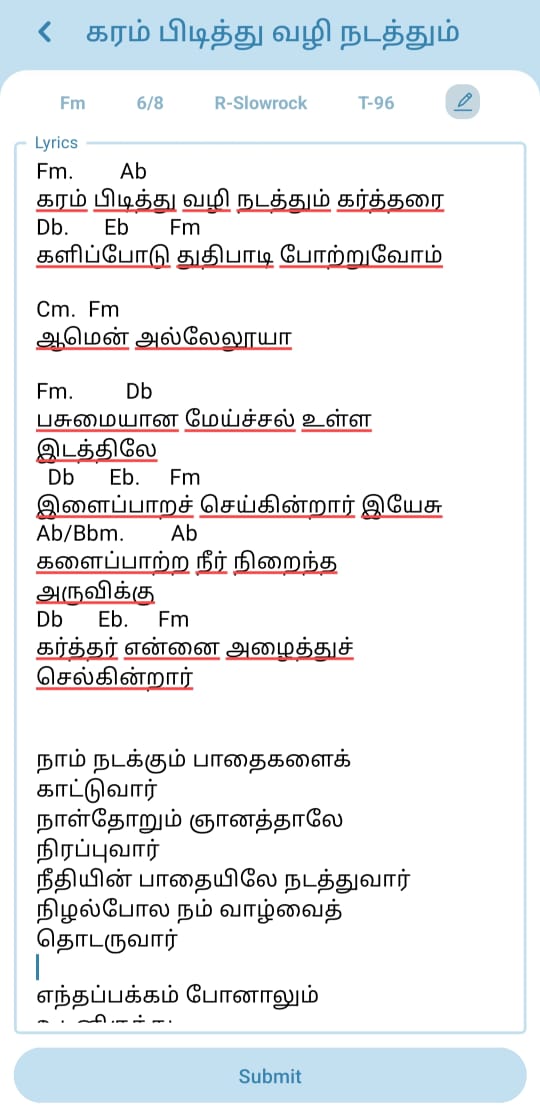 கரம் பிடித்து வழி நடத்தும்
Fm 6/8 R-Slowrock T-96
Lyrics
Fm. Ab
கரம் பிடித்து வழி நடத்தும் கர்த்தரை
Db. Eb Fm
களிப்போடு துதிபாடி போற்றுவோம்
Cm. Fm
ஆமென் அல்லேலூயா
Fm. Db
பசுமையான மேய்ச்சல் உள்ள
இடத்திலே
Db Eb. Fm
இளைப்பாறச் செய்கின்றார் இயேசு
Ab/Bbm. Ab
களைப்பாற்ற நீர் நிறைந்த
அருவிக்கு
Db Eb. Fm
கர்த்தர் என்னை அழைத்துச்
செல்கின்றார்
நாம் நடக்கும் பாதைகளைக்
காட்டுவார்
நாள்தோறும் ஞானத்தாலே
நிரப்புவார்
நீதியின் பாதையிலே நடத்துவார்
நிழல்போல நம் வாழ்வைத்
தொடருவார்
எந்தப்பக்கம் போனாலும்
Submit